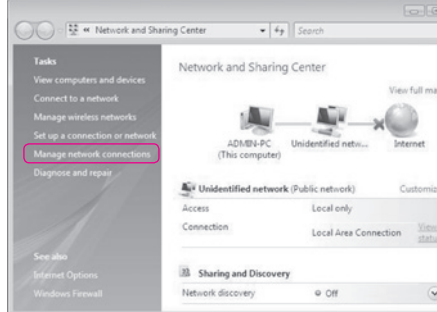 Network and Sharing Center
Search
Tasks
View computers and devices
Connect to a network
Manage wireless networks
Set up a connection or network
Manage network connections
Diagnose and repair
See also
Internet Options
Windows Firewall
Network and Sharing Center
View full ma
ADMIN-PC
(This computer)
Unidentified netw...
Internet
Unidentified network (Public network)
Customiz
Access
Local only
Connection
Local Area Connection
View
status
Sharing and Discovery
Network discovery
Off